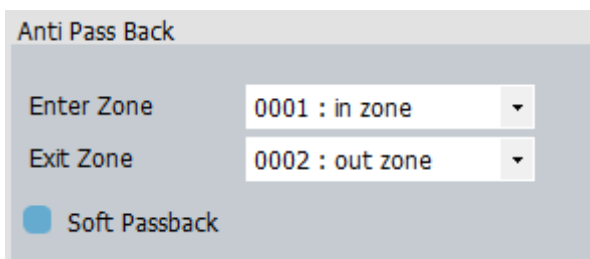 Anti Pass Back
Enter Zone 0001 : in zone
Exit Zone 0002 : out zone
Soft Passback